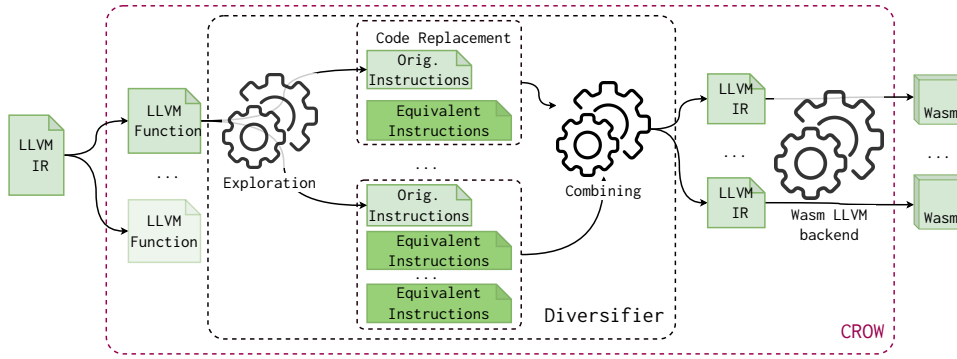 LLVM
IR
LLVM
Function
...
LLVM
Function
Exploration
Code Replacement
Orig.
Instructions
Equivalent
Instructions
...
Orig.
Instructions
Equivalent
Instructions
...
Equivalent
Instructions
Combining
Diversifier
LLVM
IR
...
LLVM
IR
Wasm LLVM
backend
CROW
Wasm
...
Wasm